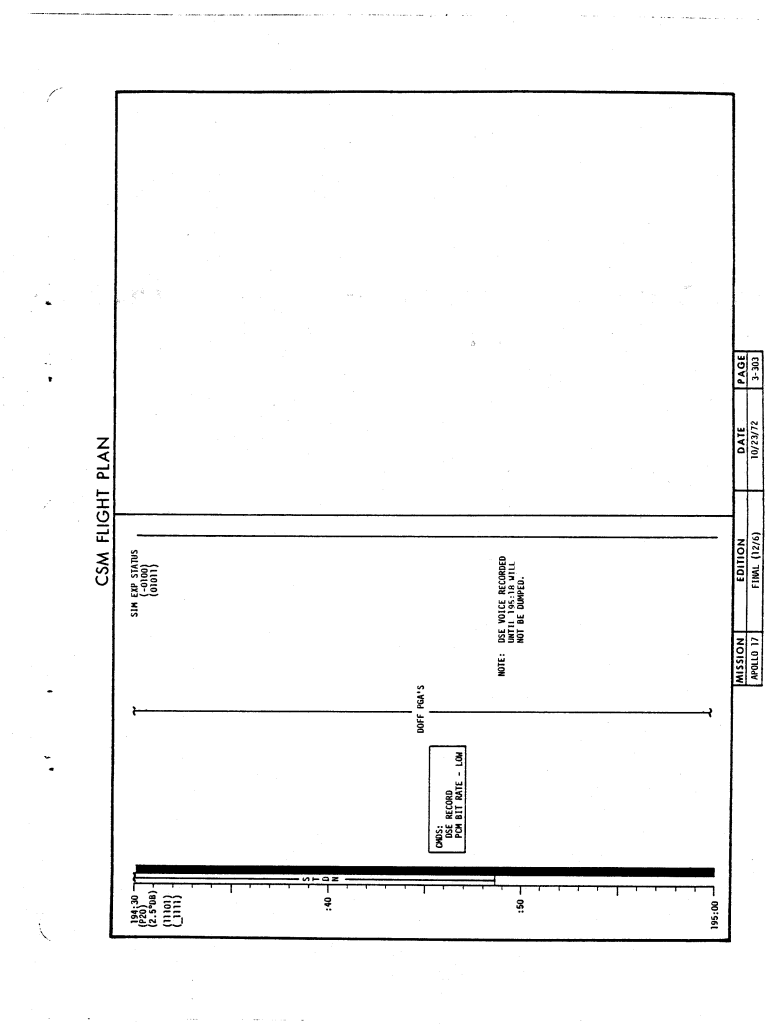 CSM FLIGHT PLAN
194:30
(P20)
(2.5°DB)
(11101)
(_1111)
:40
:50
195:00
S
T
D
N
CMDS:
DSE RECORD
PCM BIT RATE - LOW
DOFF PGA'S
SIM EXP STATUS
(-0100)
(01011)
NOTE: DSE VOICE RECORDED
UNTIL 195:18 WILL
NOT BE DUMPED.
MISSION EDITION DATE PAGE
APOLLO 17 FINAL (12/6) 10/23/72 3-303